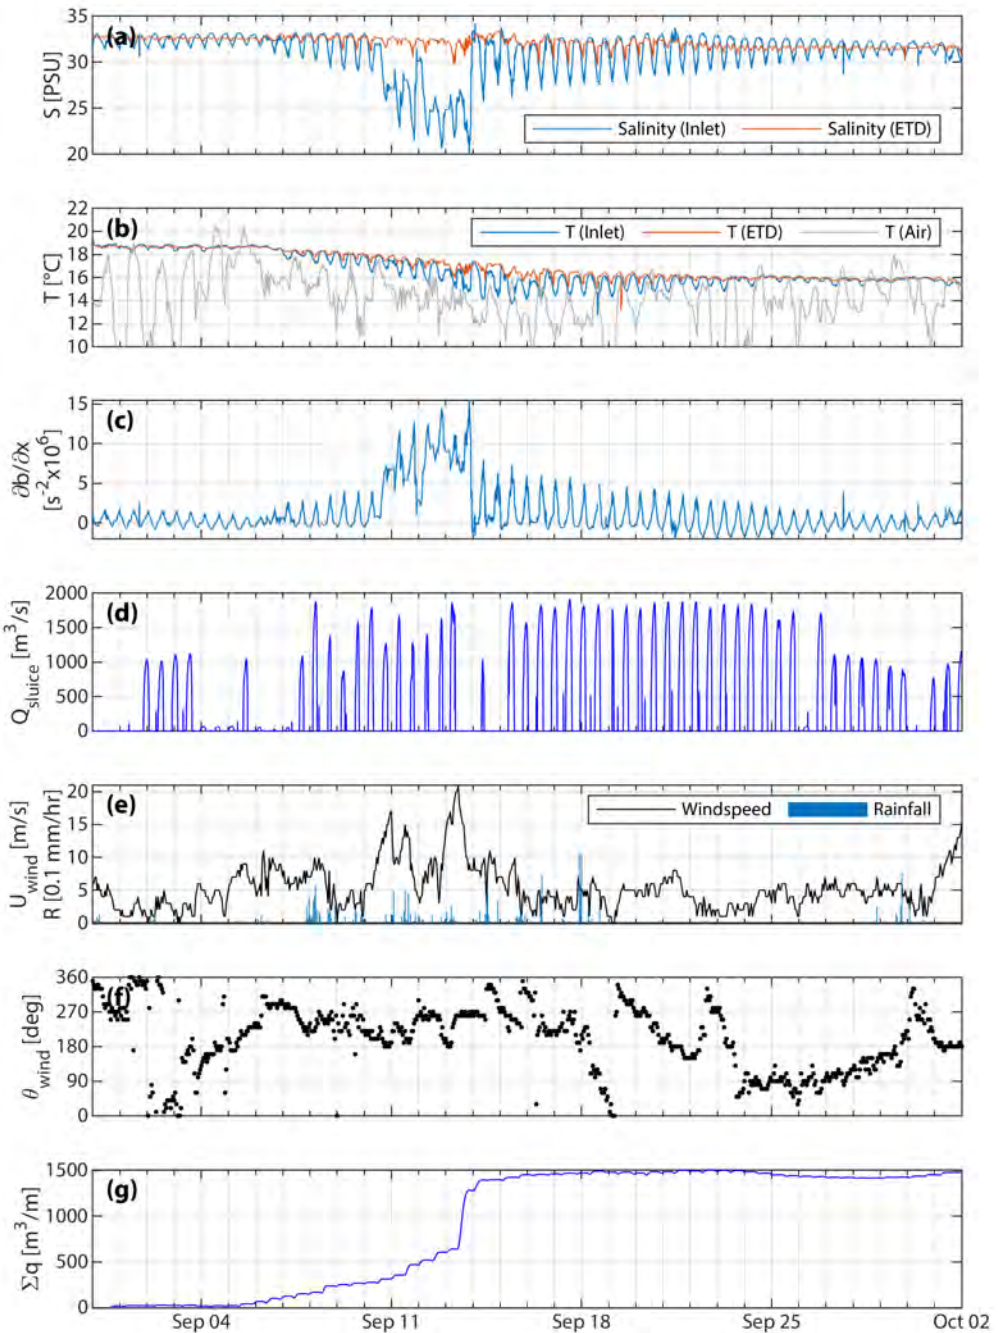 (a)
S [PSU]
35
30
25
20
Salinity (Inlet)
Salinity (ETD)
(b)
T [°C]
22
20
18
16
14
12
10
T (Inlet)
T (ETD)
T (Air)
(c)
∂b/∂x
[s⁻²x10⁶]
15
10
5
0
(d)
Q_sluice [m³/s]
2000
1500
1000
500
0
(e)
U_wind [m/s]
R [0.1 mm/hr]
20
15
10
5
0
Windspeed
Rainfall
(f)
θ_wind [deg]
360
270
180
90
0
(g)
Σq [m³/m]
1500
1000
500
0
Sep 04
Sep 11
Sep 18
Sep 25
Oct 02